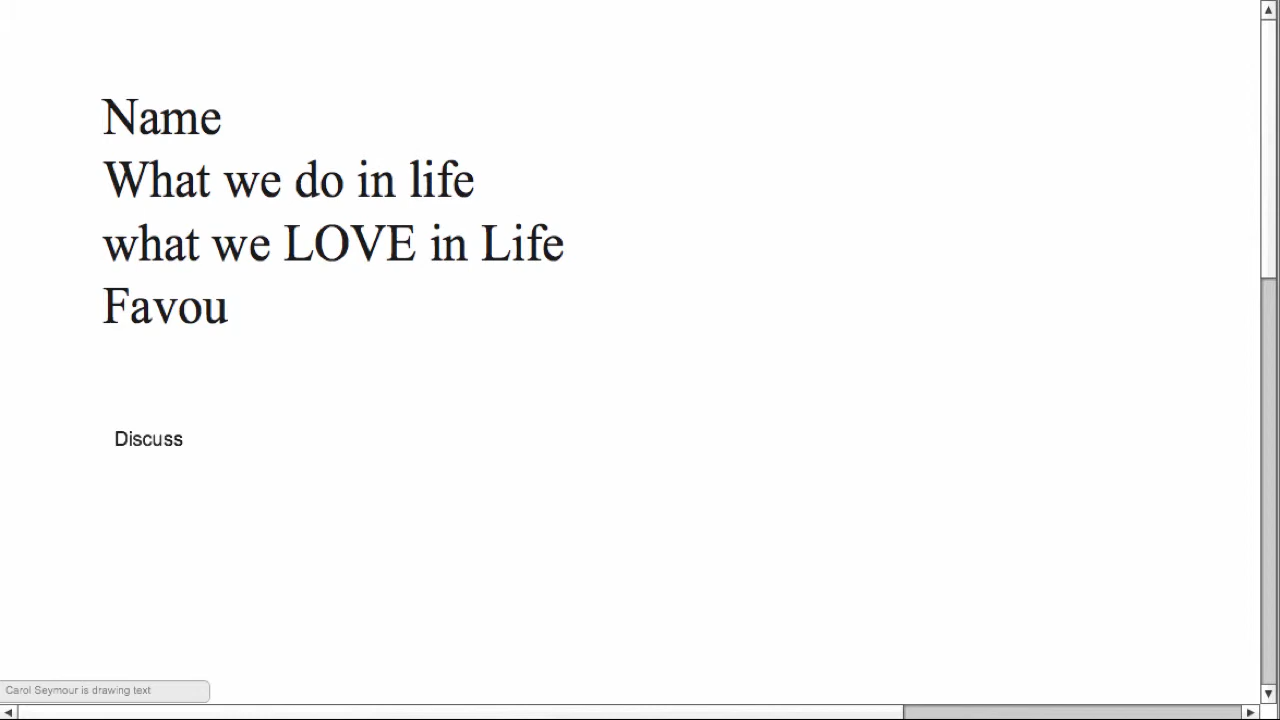 Name
What we do in life
what we LOVE in Life
Favou
Discuss
Carol Seymour is drawing text